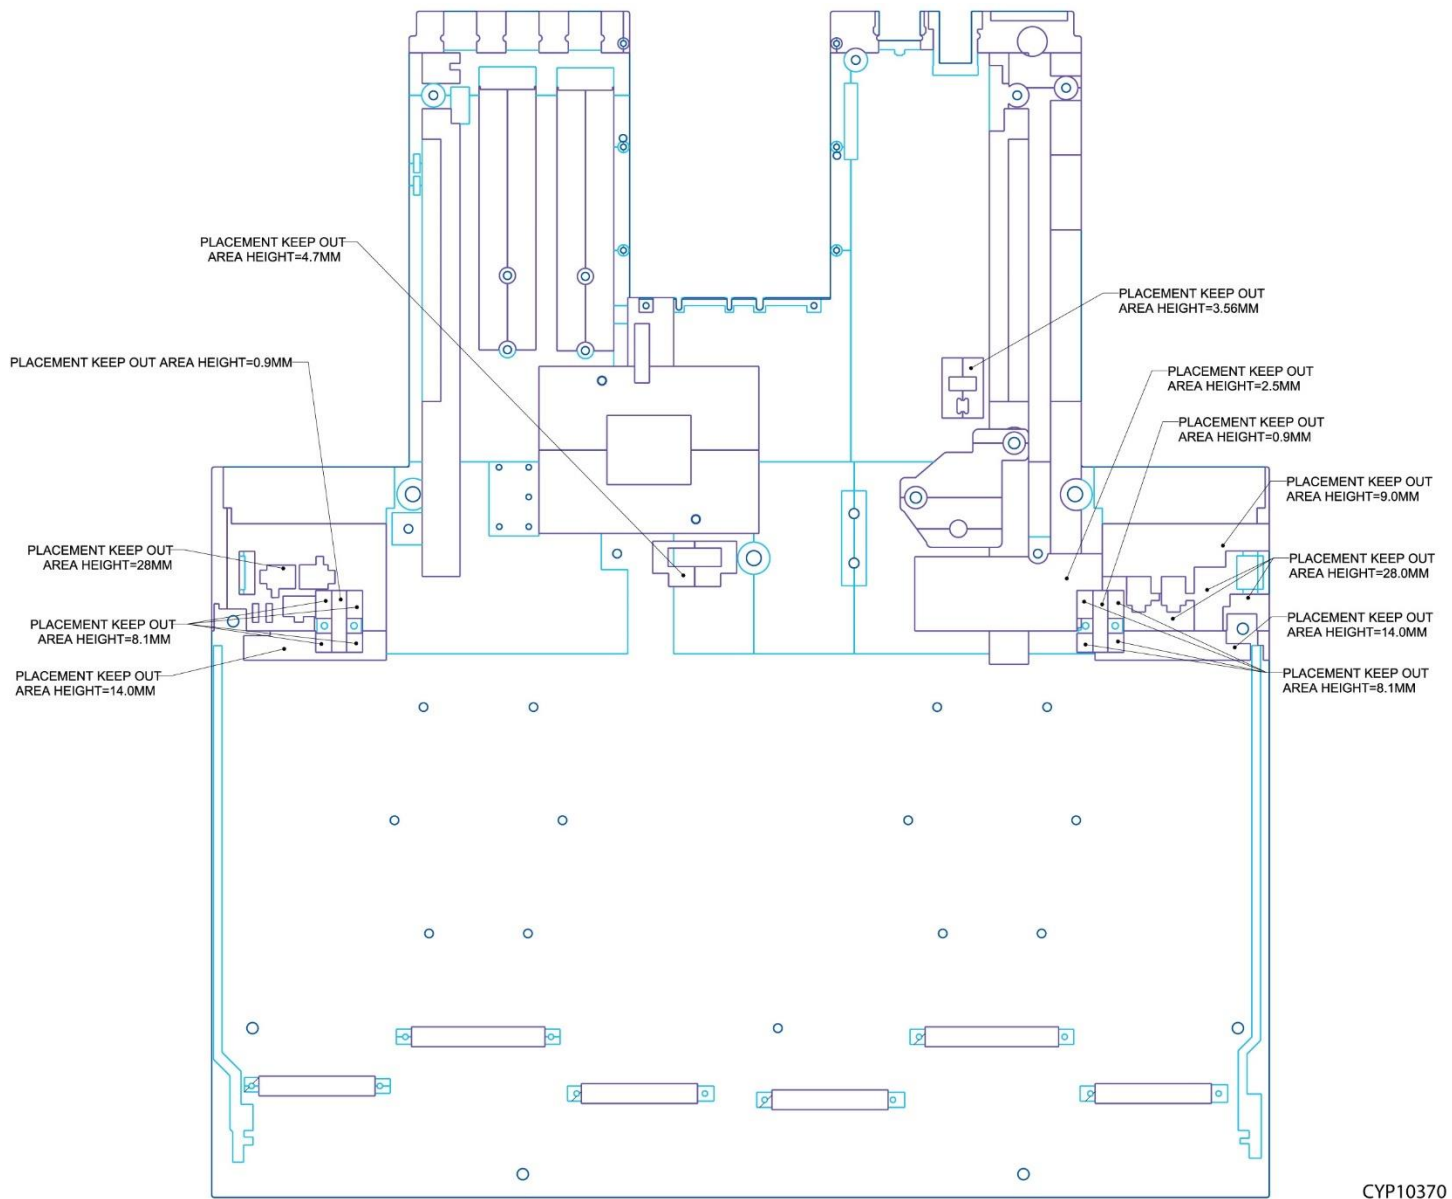 PLACEMENT KEEP OUT
AREA HEIGHT=4.7MM
PLACEMENT KEEP OUT
AREA HEIGHT=3.56MM
PLACEMENT KEEP OUT AREA HEIGHT=0.9MM
PLACEMENT KEEP OUT
AREA HEIGHT=2.5MM
PLACEMENT KEEP OUT
AREA HEIGHT=0.9MM
PLACEMENT KEEP OUT
AREA HEIGHT=9.0MM
PLACEMENT KEEP OUT
AREA HEIGHT=28MM
PLACEMENT KEEP OUT
AREA HEIGHT=28.0MM
PLACEMENT KEEP OUT
AREA HEIGHT=8.1MM
PLACEMENT KEEP OUT
AREA HEIGHT=14.0MM
PLACEMENT KEEP OUT
AREA HEIGHT=14.0MM
PLACEMENT KEEP OUT
AREA HEIGHT=8.1MM
CYP10370